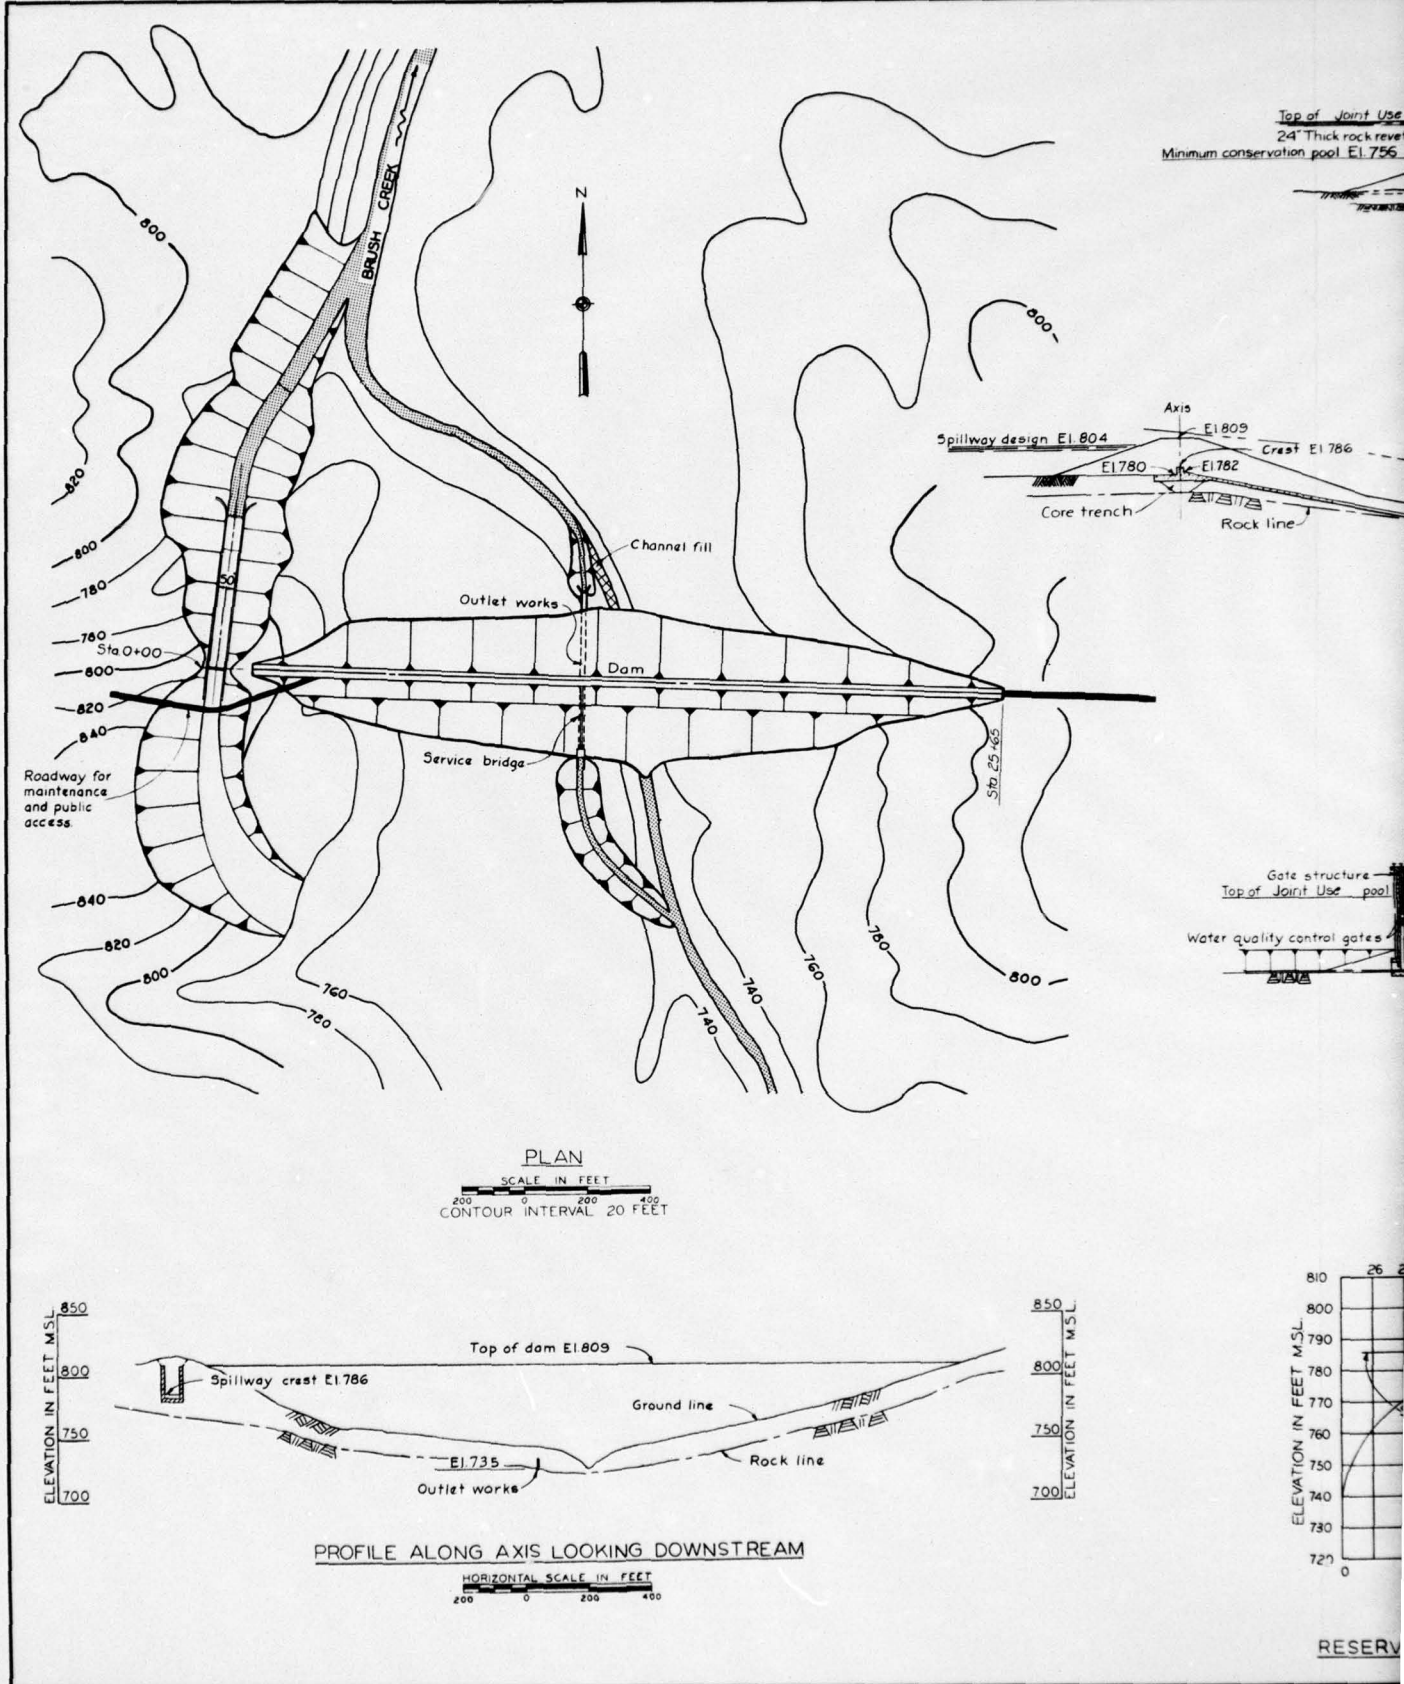 Top of Joint Use
24" Thick rock revet
Minimum conservation pool El. 756
N
BRUSH CREEK
800
800
Axis
El 809
Spillway design El. 804
Crest El 786
El.780
El.782
Core trench
Rock line
820
800
780
760
Sta. 0+00
800
820
840
50'
Outlet works
Channel fill
Dam
Service bridge
Sta 25+65
Roadway for
maintenance
and public
access.
840
820
800
760
780
740
740
760
780
800
Gate structure
Top of Joint Use pool
Water quality control gates
PLAN
SCALE IN FEET
200 0 200 400
CONTOUR INTERVAL 20 FEET
ELEVATION IN FEET M.S.L.
850
800
750
700
Top of dam El.809
Spillway crest El.786
Ground line
El.735
Outlet works
Rock line
850
800
750
700
ELEVATION IN FEET M.S.L.
PROFILE ALONG AXIS LOOKING DOWNSTREAM
HORIZONTAL SCALE IN FEET
200 0 200 400
26 2
ELEVATION IN FEET M.S.L.
810
800
790
780
770
760
750
740
730
720
0
RESERV